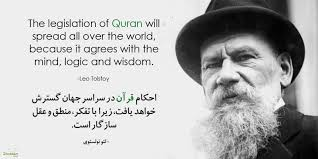 The legislation of Quran will
spread all over the world,
because it agrees with the
mind, logic and wisdom.
-Leo Tolstoy
احکام قرآن در سراسر جهان گسترش
خواهد یافت، زیرا با تفکر، منطق و عقل
سازگار است.
- لئو تولستوی